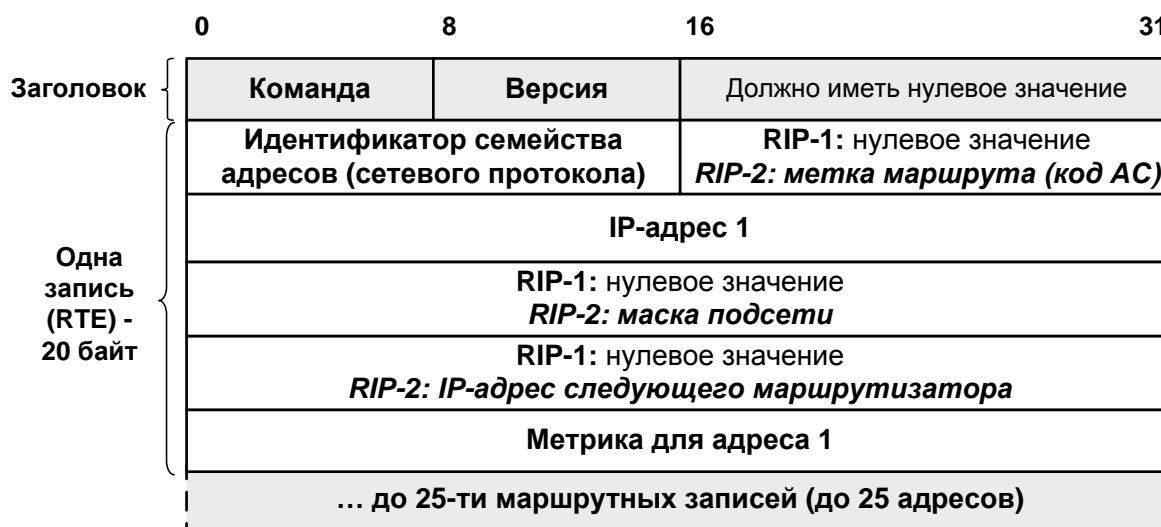 0 8 16 31
Заголовок Команда Версия Должно иметь нулевое значение
Идентификатор семейства
адресов (сетевого протокола)
RIP-1: нулевое значение
RIP-2: метка маршрута (код АС)
IP-адрес 1
Одна
запись
(RTE) -
20 байт
RIP-1: нулевое значение
RIP-2: маска подсети
RIP-1: нулевое значение
RIP-2: IP-адрес следующего маршрутизатора
Метрика для адреса 1
... до 25-ти маршрутных записей (до 25 адресов)